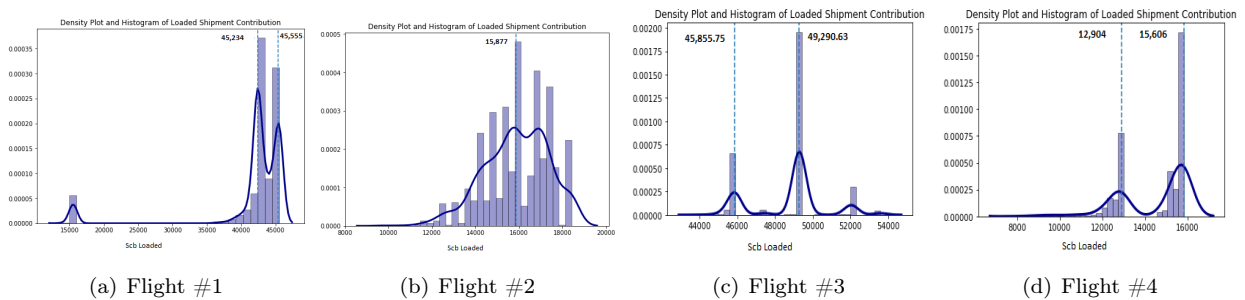 Density Plot and Histogram of Loaded Shipment Contribution
45,234
45,555
0.00035
0.00030
0.00025
0.00020
0.00015
0.00010
0.00005
0.00000
15000 20000 25000 30000 35000 40000 45000
Scb Loaded
(a) Flight #1
Density Plot and Histogram of Loaded Shipment Contribution
15,877
0.0005
0.0004
0.0003
0.0002
0.0001
0.0000
8000 10000 12000 14000 16000 18000 20000
Scb Loaded
(b) Flight #2
Density Plot and Histogram of Loaded Shipment Contribution
45,855.75
49,290.63
0.00200
0.00175
0.00150
0.00125
0.00100
0.00075
0.00050
0.00025
0.00000
44000 46000 48000 50000 52000 54000
Scb Loaded
(c) Flight #3
Density Plot and Histogram of Loaded Shipment Contribution
12,904
15,606
0.00175
0.00150
0.00125
0.00100
0.00075
0.00050
0.00025
0.00000
8000 10000 12000 14000 16000
Scb Loaded
(d) Flight #4